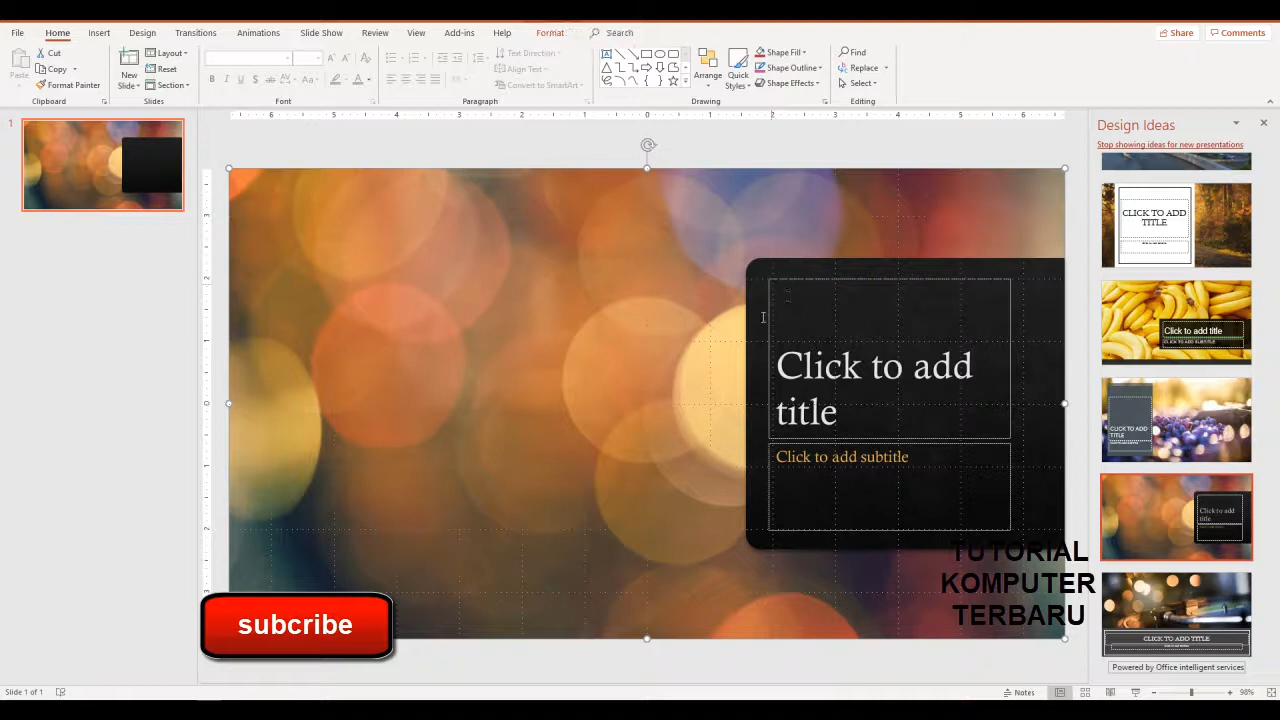 File Home Insert Design Transitions Animations Slide Show Review View Add-ins Help Format Search Share Comments
Paste
Cut
Copy
Format Painter
Clipboard
New
Slide
Layout
Reset
Section
Slides
Font
Text Direction
Align Text
Convert to SmartArt
Paragraph
Arrange
Quick
Styles
Shape Fill
Shape Outline
Shape Effects
Drawing
Find
Replace
Select
Editing
1
Design Ideas
Stop showing ideas for new presentations
CLICK TO ADD
TITLE
Click to add title
CLICK TO ADD SUBTITLE
CLICK TO ADD
TITLE
Click to add
title
CLICK TO ADD TITLE
Powered by Office intelligent services
Click to add
title
Click to add subtitle
TUTORIAL
KOMPUTER
TERBARU
subcribe
Slide 1 of 1
Notes
98%